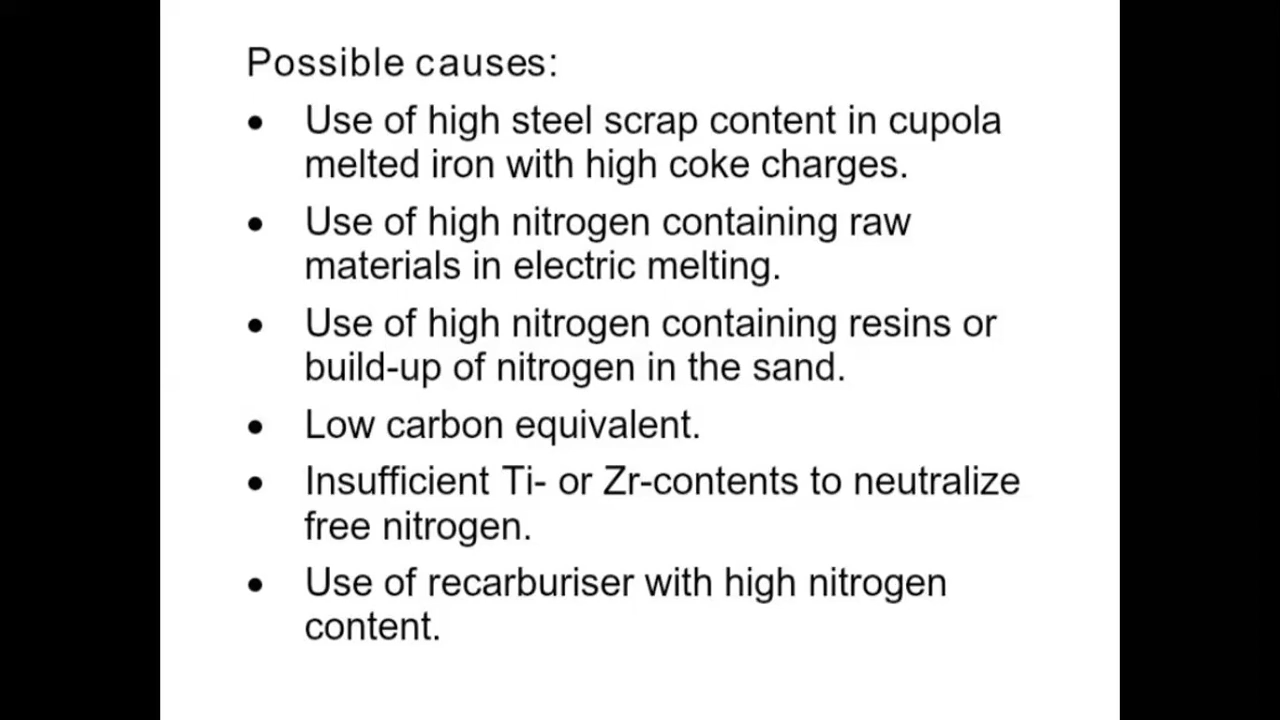 Possible causes:
• Use of high steel scrap content in cupola
melted iron with high coke charges.
• Use of high nitrogen containing raw
materials in electric melting.
• Use of high nitrogen containing resins or
build-up of nitrogen in the sand.
• Low carbon equivalent.
• Insufficient Ti- or Zr-contents to neutralize
free nitrogen.
• Use of recarburiser with high nitrogen
content.